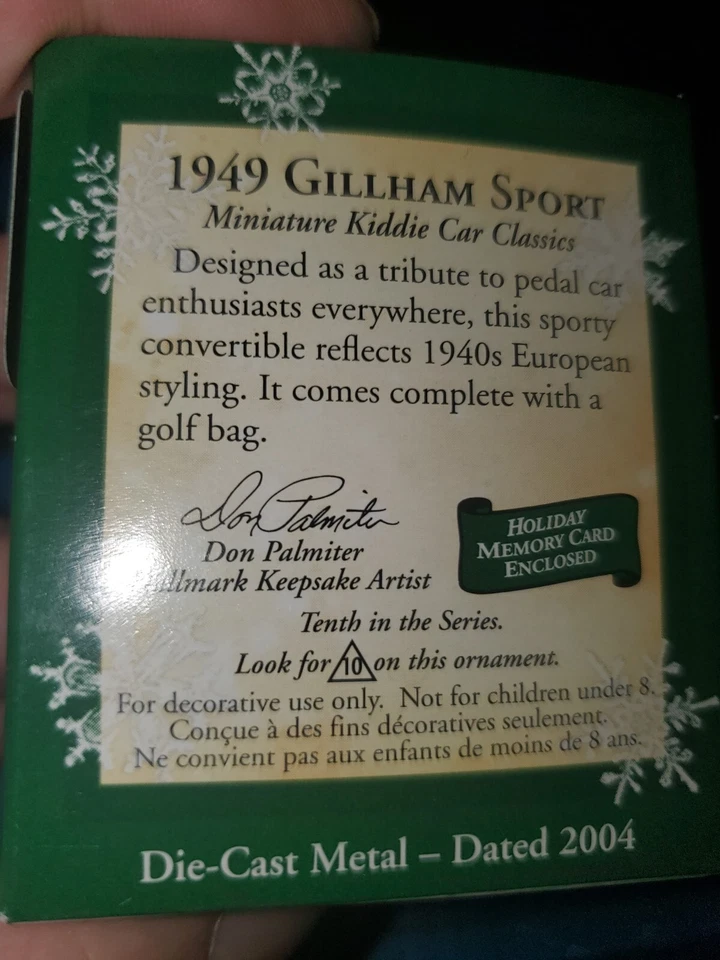 1949 GILLHAM SPORT
Miniature Kiddie Car Classics
Designed as a tribute to pedal car
enthusiasts everywhere, this sporty
convertible reflects 1940s European
styling. It comes complete with a
golf bag.
Don Palmiter
Don Palmiter
Hallmark Keepsake Artist
HOLIDAY
MEMORY CARD
ENCLOSED
Tenth in the Series.
Look for 10 on this ornament.
For decorative use only. Not for children under 8.
Conçue à des fins décoratives seulement.
Ne convient pas aux enfants de moins de 8 ans.
Die-Cast Metal – Dated 2004